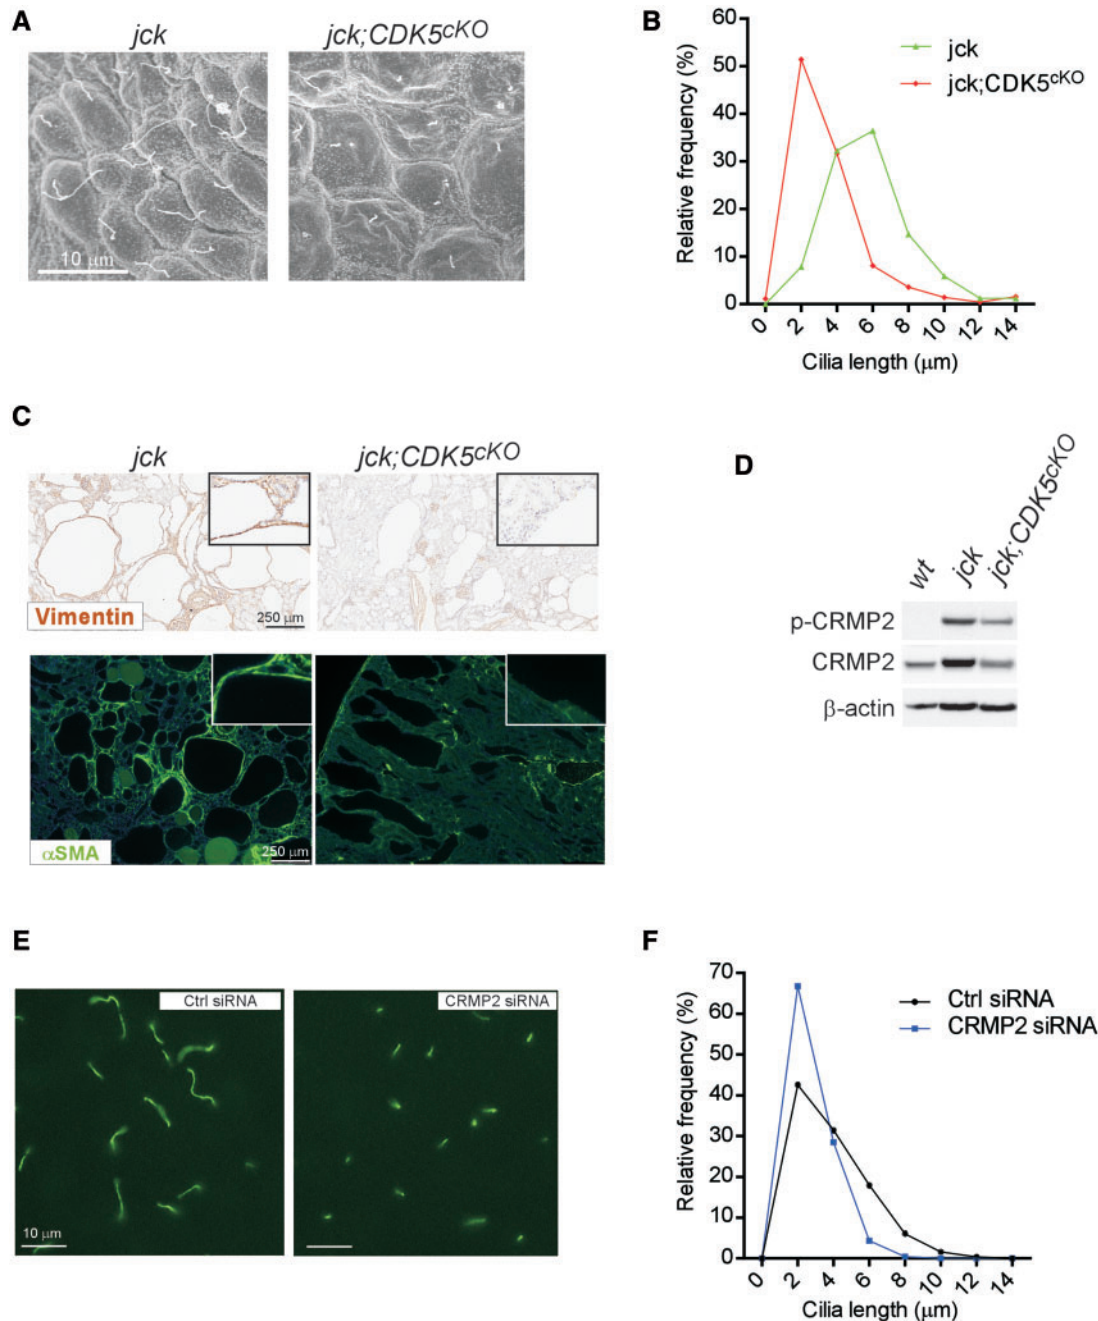 A
jck
jck;CDK5cKO
10 μm
B
60
50
40
30
20
10
0
Relative frequency (%)
jck
jck;CDK5cKO
0 2 4 6 8 10 12 14
Cilia length (μm)
C
jck
jck;CDK5cKO
Vimentin
250 μm
αSMA
250 μm
D
wt
jck
jck;CDK5cKO
p-CRMP2
CRMP2
β-actin
E
Ctrl siRNA
CRMP2 siRNA
10 μm
F
70
60
50
40
30
20
10
0
Relative frequency (%)
Ctrl siRNA
CRMP2 siRNA
0 2 4 6 8 10 12 14
Cilia length (μm)